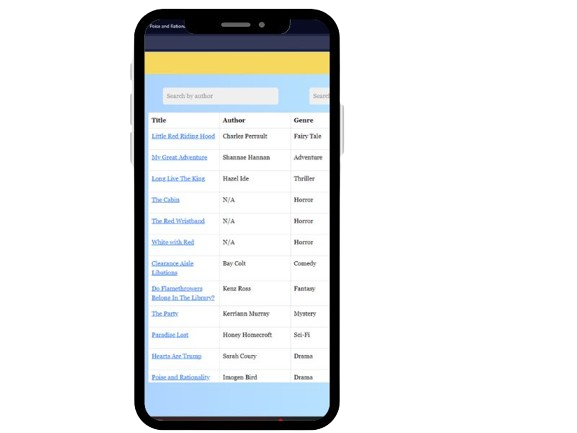 Poise and Rationa
Search by author
Searc
Title Author Genre
Little Red Riding Hood Charles Perrault Fairy Tale
My Great Adventure Shannae Hannan Adventure
Long Live The King Hazel Ide Thriller
The Cabin N/A Horror
The Red Wristband N/A Horror
White with Red N/A Horror
Clearance Aisle
Libations
Bay Colt Comedy
Do Flamethrowers
Belong In The Library?
Kenz Ross Fantasy
The Party Kerriann Murray Mystery
Paradise Lost Honey Homecroft Sci-Fi
Hearts Are Trump Sarah Coury Drama
Poise and Rationality Imogen Bird Drama